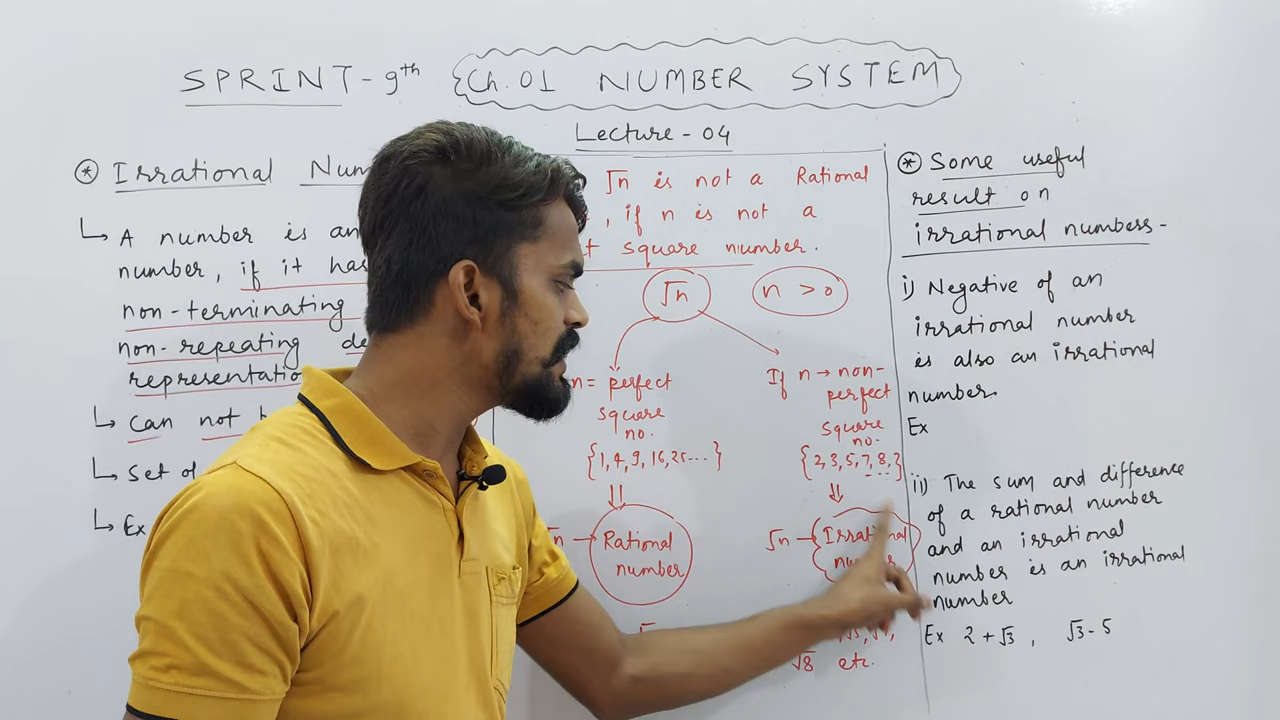 SPRINT - 9th
Ch. 01 NUMBER SYSTEM
Lecture - 04
* Irrational
↳ A number is an
number, if it has
non-terminating
non-repeating
↳ Can not
↳ Set of
↳ Ex
√n is not a Rational
, if n is not a
square number.
√n
n > 0
n = perfect
square
no.
{1, 4, 9, 16, 25 ...}
⇓
√n → Rational
number
If n → non-
perfect
square
no.
{2, 3, 5, 7, 8, }
...
⇓
√n → Irrational
√8 etc.
* Some useful
result on
irrational numbers -
i) Negative of an
irrational number
is also an irrational
number.
Ex
ii) The sum and difference
of a rational number
and an irrational
number is an irrational
number
Ex 2 + √3 , √3 - 5